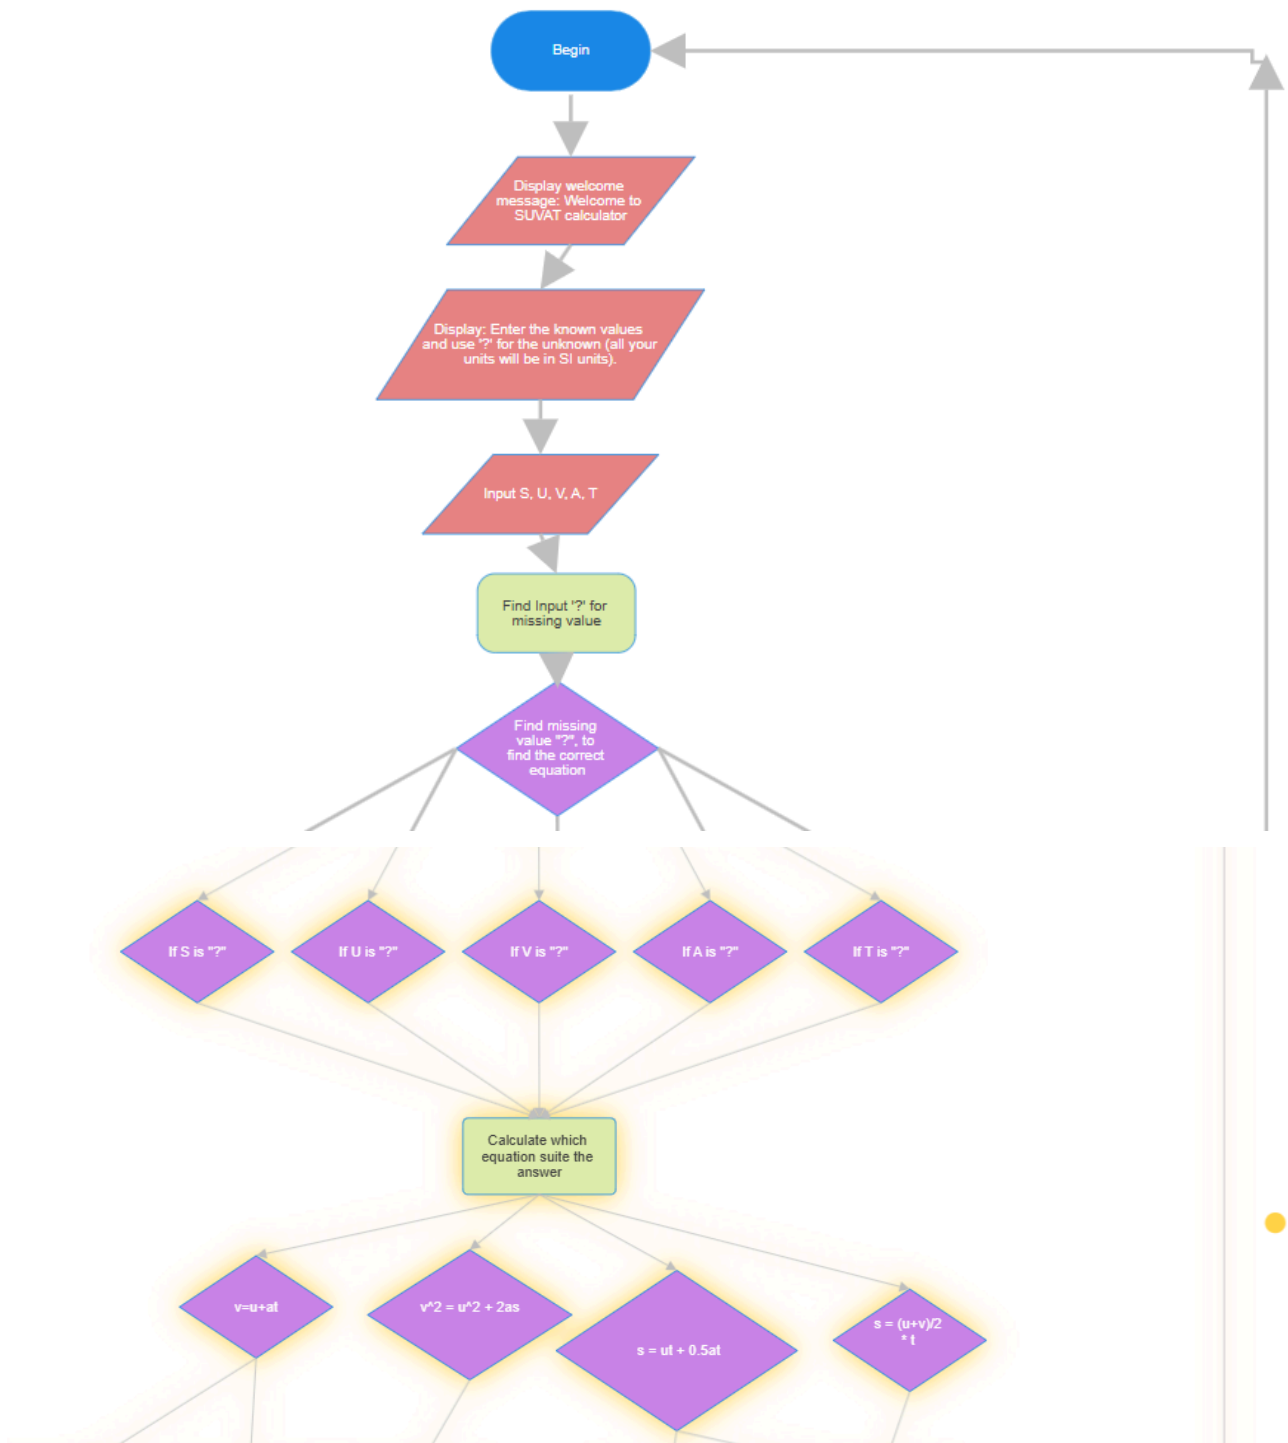 Begin
Display welcome
message: Welcome to
SUVAT calculator
Display: Enter the known values
and use '?' for the unknown (all your
units will be in SI units).
Input S, U, V, A, T
Find Input '?' for
missing value
Find missing
value "?", to
find the correct
equation
If S is "?"
If U is "?"
If V is "?"
If A is "?"
If T is "?"
Calculate which
equation suite the
answer
v=u+at
v^2 = u^2 + 2as
s = ut + 0.5at
s = (u+v)/2
* t